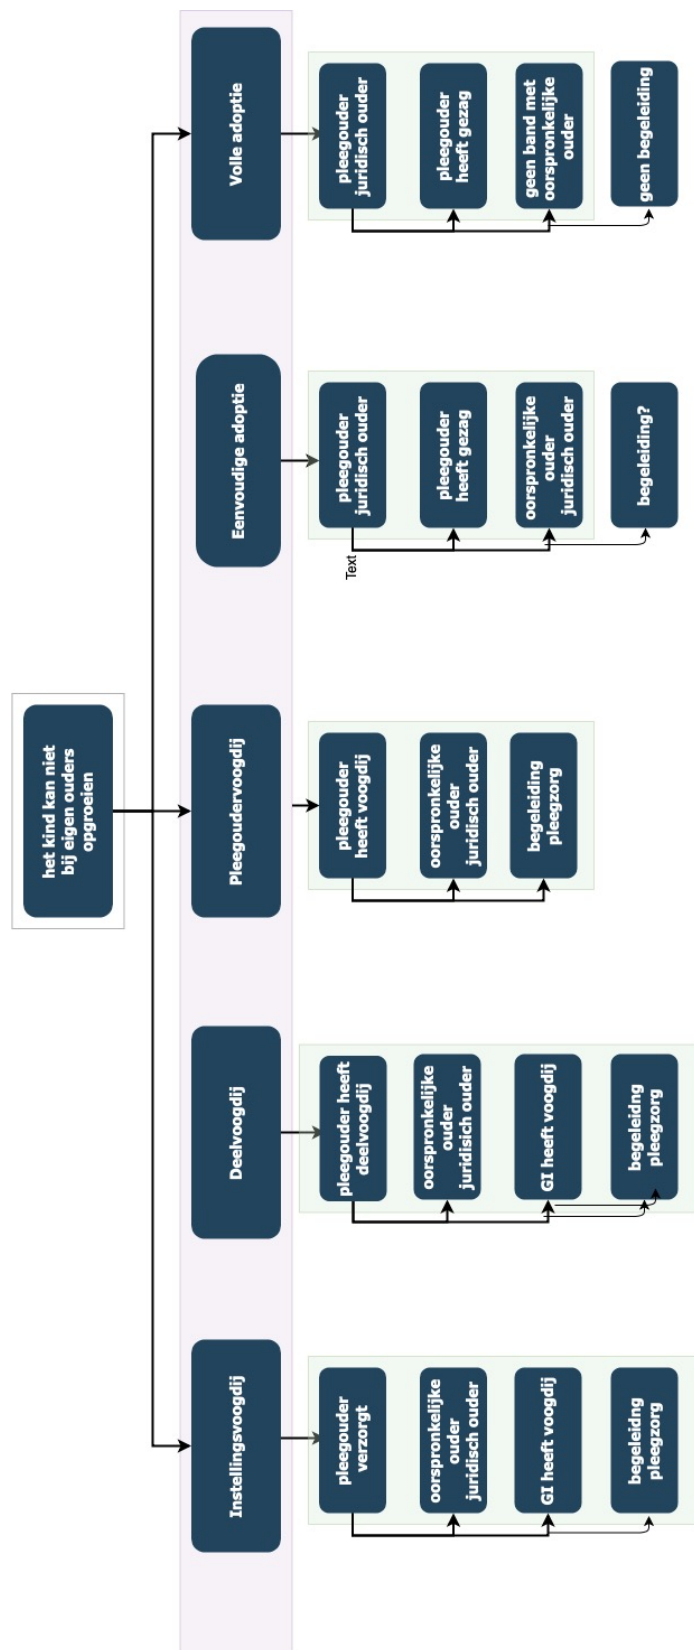 het kind kan niet
bij eigen ouders
opgroeien
Instellingsvoogdij
Deelvoogdij
Pleegoudervoogdij
Eenvoudige adoptie
Volle adoptie
pleegouder
verzorgt
oorspronkelijke
ouder
juridisch ouder
GI heeft voogdij
begeleidng
pleegzorg
pleegouder heeft
deelvoogdij
oorspronkelijke
ouder
juridisich ouder
GI heeft voogdij
begeleidng
pleegzorg
pleegouder
heeft voogdij
oorspronkelijke
ouder
juridisch ouder
begeleiding
pleegzorg
Text
pleegouder
juridisch ouder
pleegouder
heeft gezag
oorspronkelijke
ouder
juridisch ouder
begeleiding?
pleegouder
juridisch ouder
pleegouder
heeft gezag
geen band met
oorspronkelijke
ouder
geen begeleiding